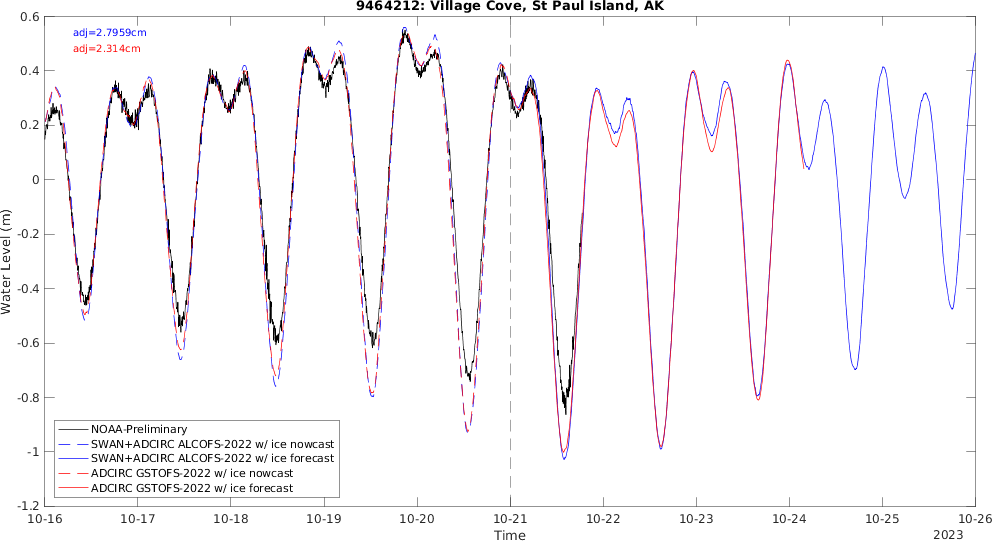 9464212: Village Cove, St Paul Island, AK
adj=2.7959cm
adj=2.314cm
0.6
0.4
0.2
0
-0.2
-0.4
-0.6
-0.8
-1
-1.2
Water Level (m)
NOAA-Preliminary
SWAN+ADCIRC ALCOFS-2022 w/ ice nowcast
SWAN+ADCIRC ALCOFS-2022 w/ ice forecast
ADCIRC GSTOFS-2022 w/ ice nowcast
ADCIRC GSTOFS-2022 w/ ice forecast
10-16 10-17 10-18 10-19 10-20 10-21 10-22 10-23 10-24 10-25 10-26
Time
2023